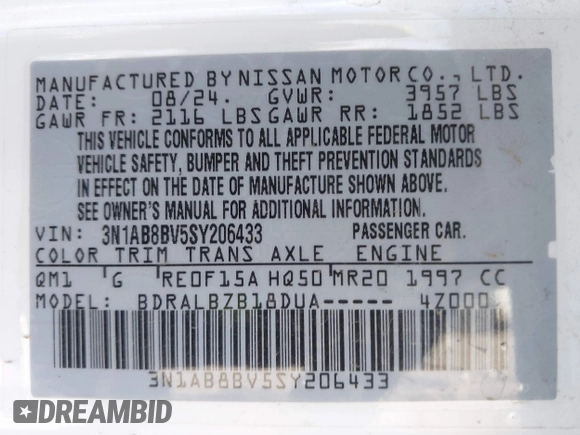 MANUFACTURED BY NISSAN MOTOR CO., LTD.
DATE: 08/24. GVWR: 3957 LBS
GAWR FR: 2116 LBS GAWR RR: 1852 LBS
THIS VEHICLE CONFORMS TO ALL APPLICABLE FEDERAL MOTOR
VEHICLE SAFETY, BUMPER AND THEFT PREVENTION STANDARDS
IN EFFECT ON THE DATE OF MANUFACTURE SHOWN ABOVE.
SEE OWNER'S MANUAL FOR ADDITIONAL INFORMATION.
VIN: 3N1AB8BV5SY206433 PASSENGER CAR.
COLOR TRIM TRANS AXLE ENGINE
QM1 G RE0F15A HQ50 MR20 1997 CC
MODEL: BDRALBZB18DUA----- 4Z000
3N1AB8BV5SY206433
DREAMBID